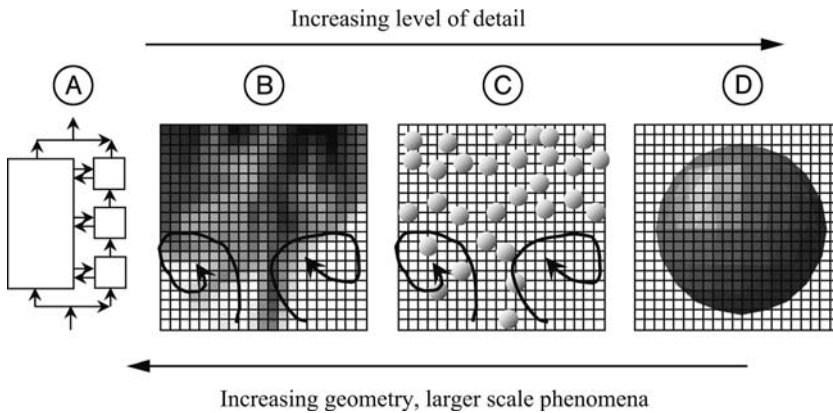 Increasing level of detail
A B C D
Increasing geometry, larger scale phenomena